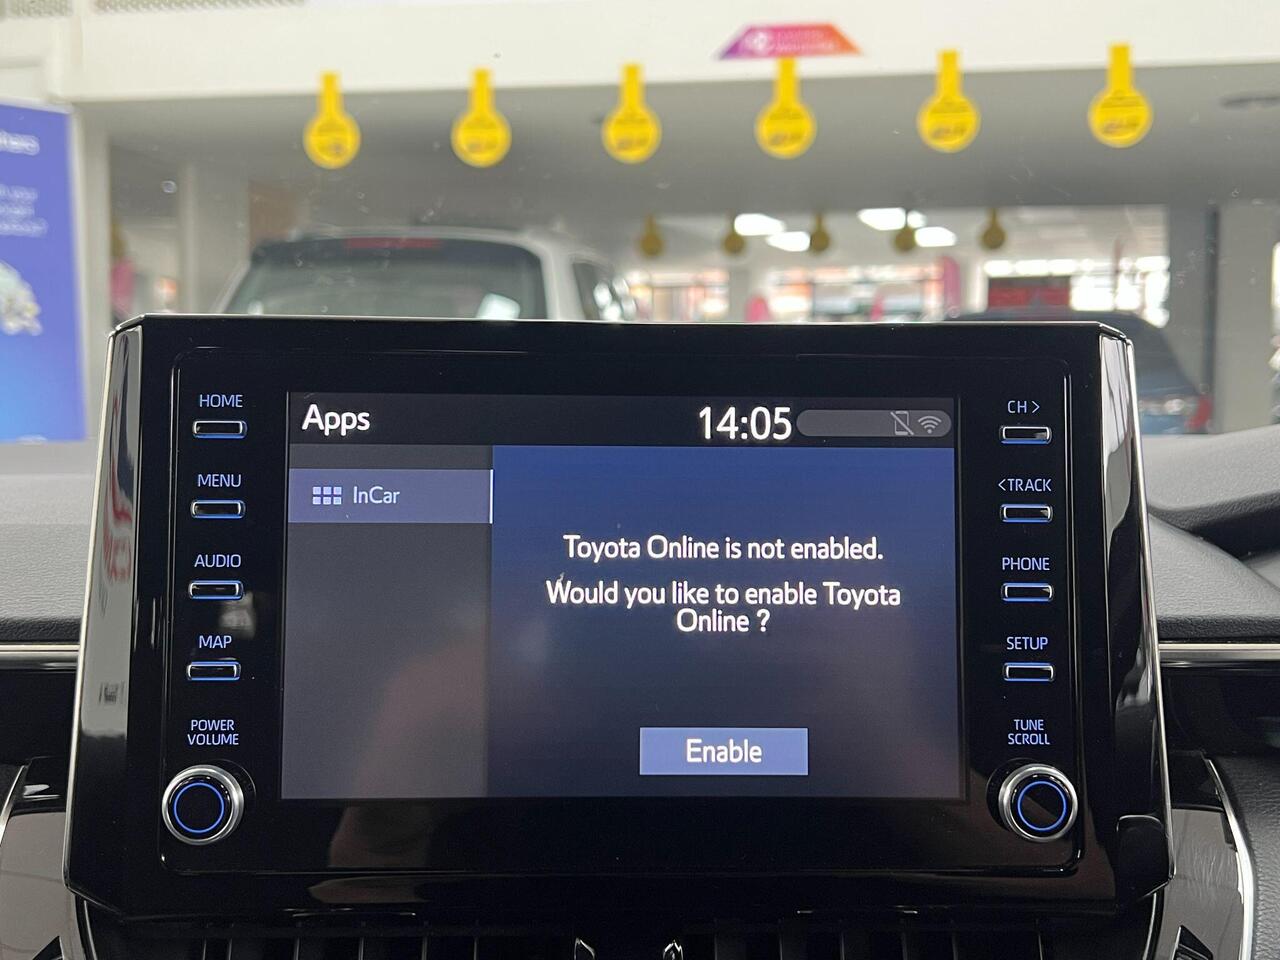 HOME
MENU
AUDIO
MAP
POWER
VOLUME
Apps
14:05
InCar
Toyota Online is not enabled.
Would you like to enable Toyota
Online ?
Enable
CH >
<TRACK
PHONE
SETUP
TUNE
SCROLL